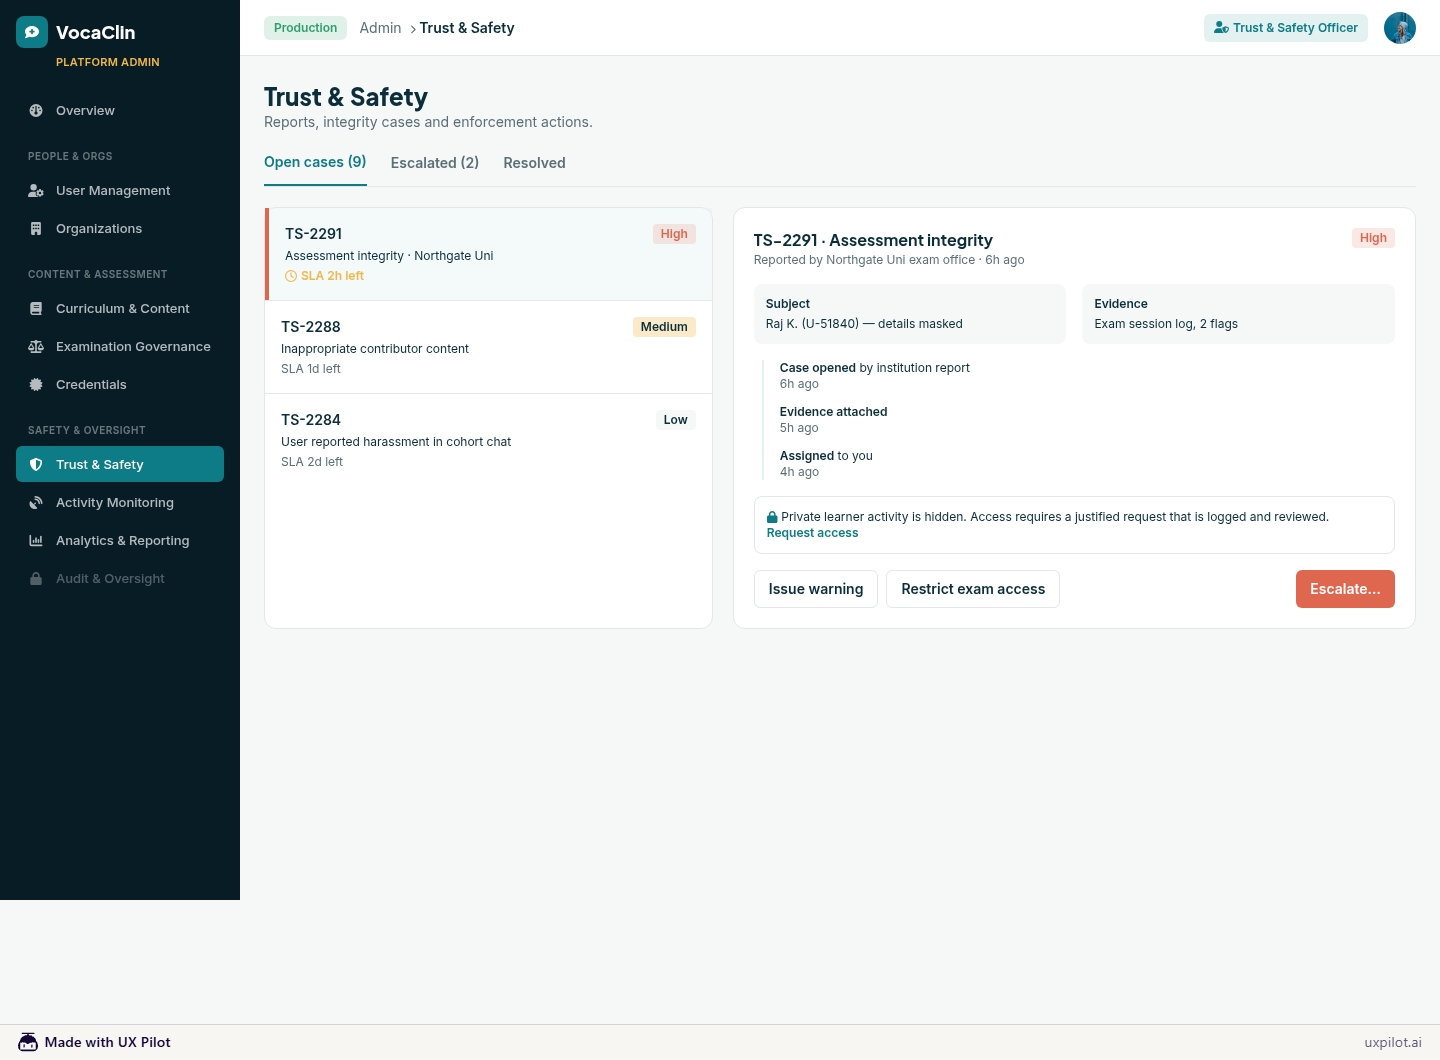 VocaClin
PLATFORM ADMIN
Overview
PEOPLE & ORGS
User Management
Organizations
CONTENT & ASSESSMENT
Curriculum & Content
Examination Governance
Credentials
SAFETY & OVERSIGHT
Trust & Safety
Activity Monitoring
Analytics & Reporting
Audit & Oversight
Production Admin > Trust & Safety
Trust & Safety Officer
Trust & Safety
Reports, integrity cases and enforcement actions.
Open cases (9) Escalated (2) Resolved
TS-2291 High
Assessment integrity · Northgate Uni
SLA 2h left
TS-2288 Medium
Inappropriate contributor content
SLA 1d left
TS-2284 Low
User reported harassment in cohort chat
SLA 2d left
TS-2291 · Assessment integrity High
Reported by Northgate Uni exam office · 6h ago
Subject
Raj K. (U-51840) — details masked
Evidence
Exam session log, 2 flags
Case opened by institution report
6h ago
Evidence attached
5h ago
Assigned to you
4h ago
Private learner activity is hidden. Access requires a justified request that is logged and reviewed.
Request access
Issue warning Restrict exam access Escalate...
Made with UX Pilot
uxpilot.ai